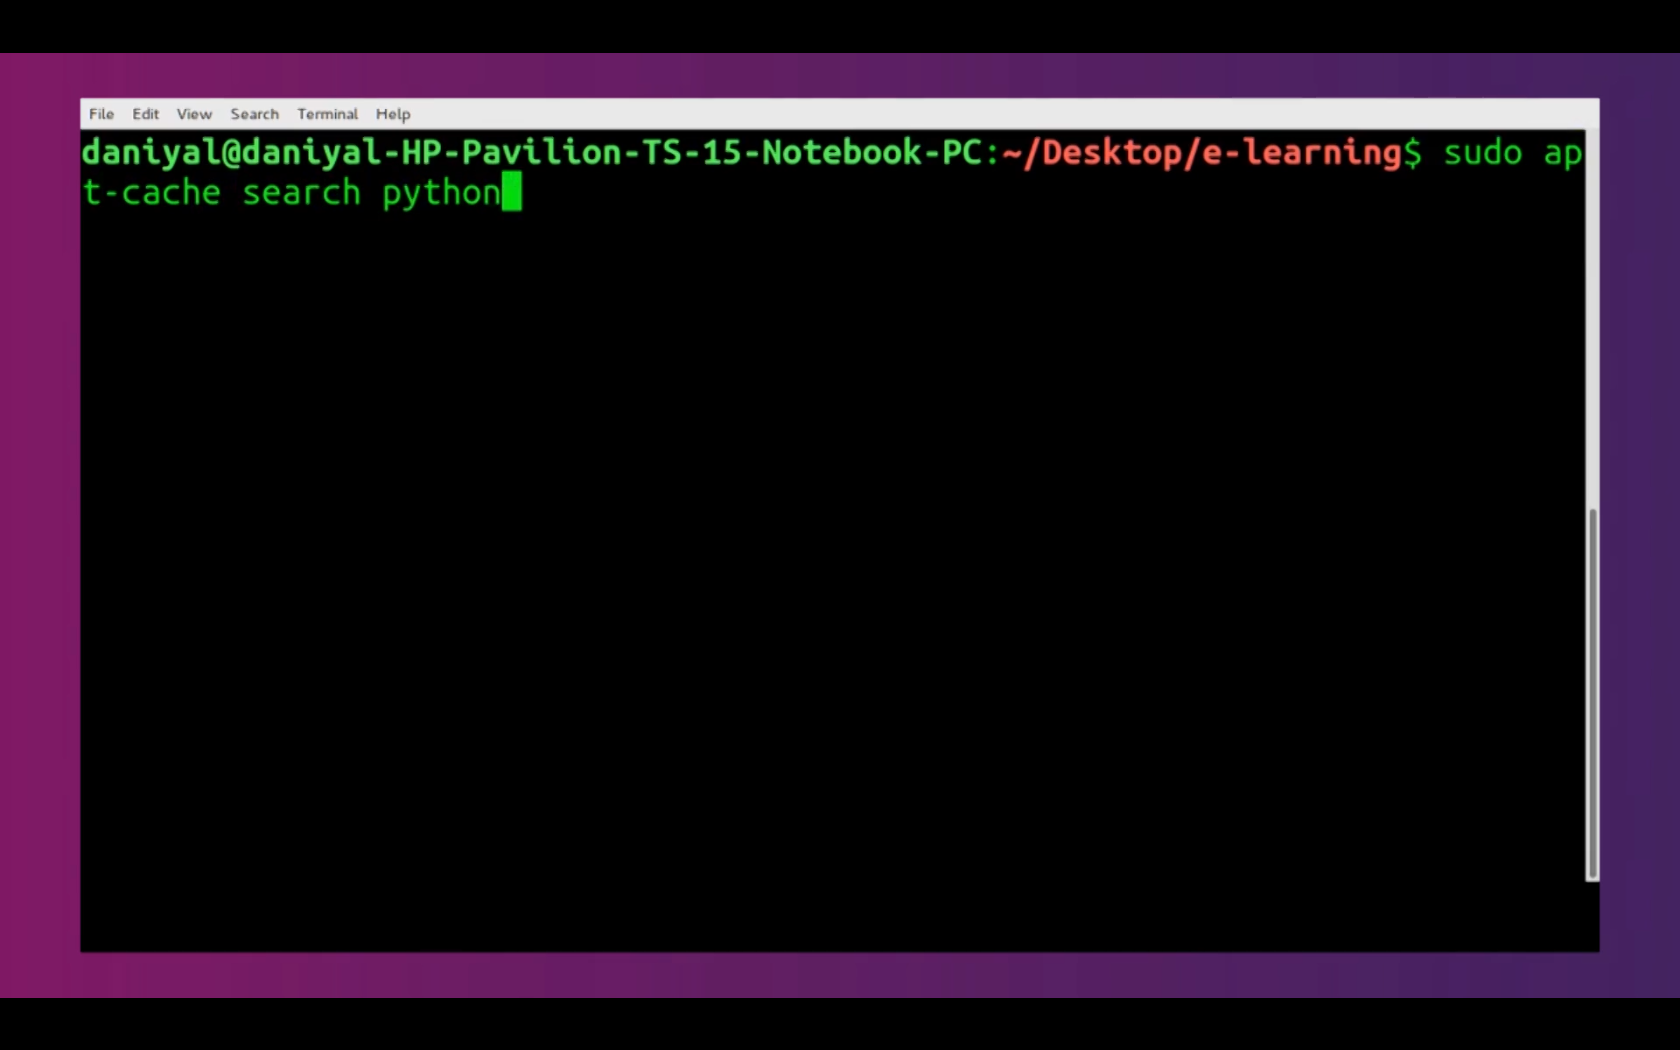 File Edit View Search Terminal Help
daniyal@daniyal-HP-Pavilion-TS-15-Notebook-PC:~/Desktop/e-learning$ sudo ap
t-cache search python